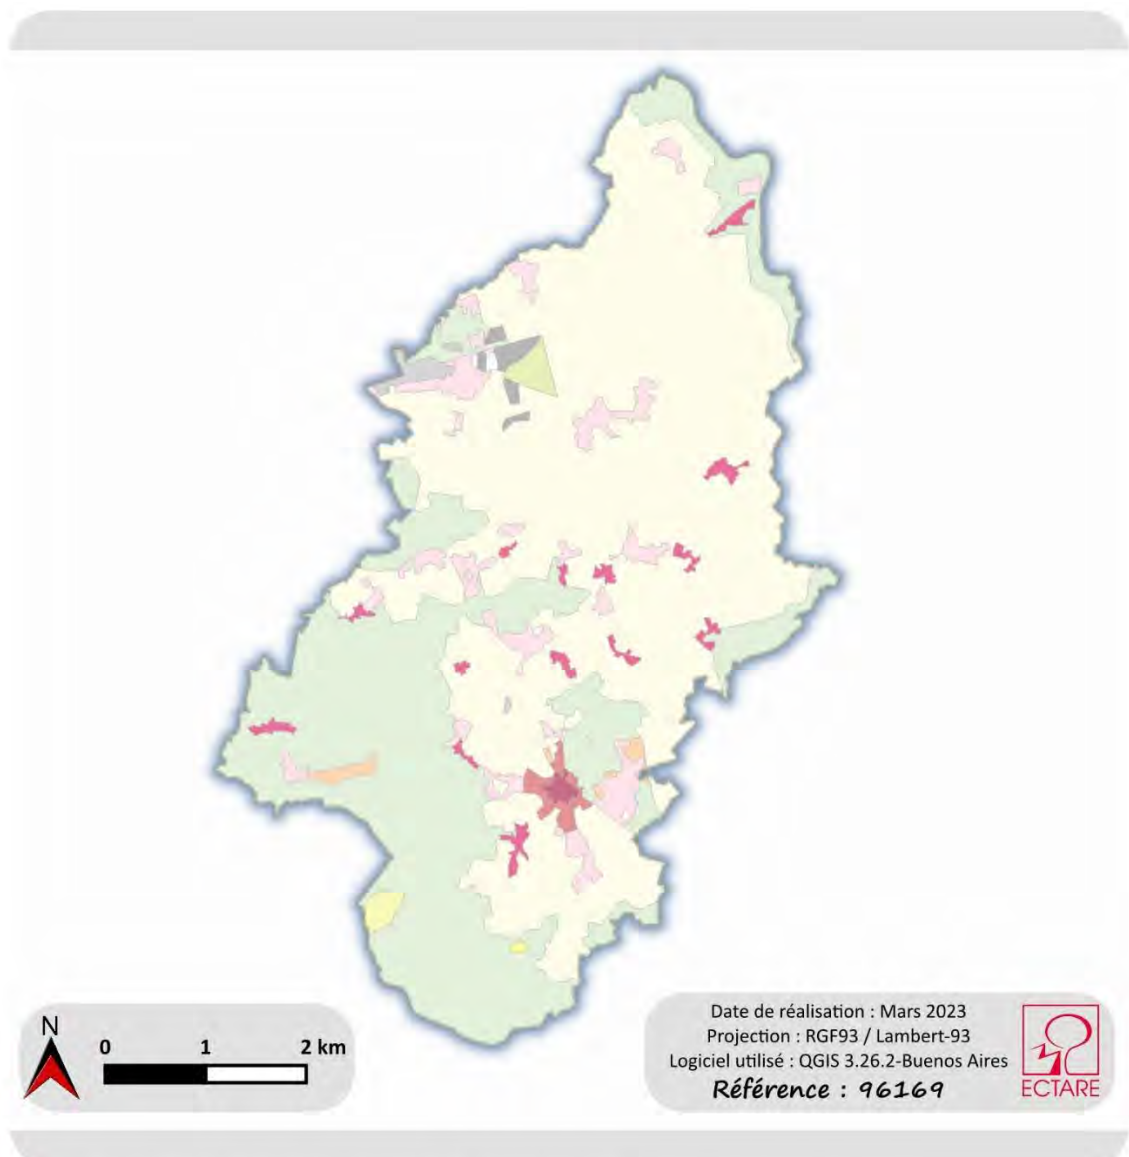 N
0 1 2 km
Date de réalisation : Mars 2023
Projection : RGF93 / Lambert-93
Logiciel utilisé : QGIS 3.26.2-Buenos Aires
Référence : 96169
ECTARE